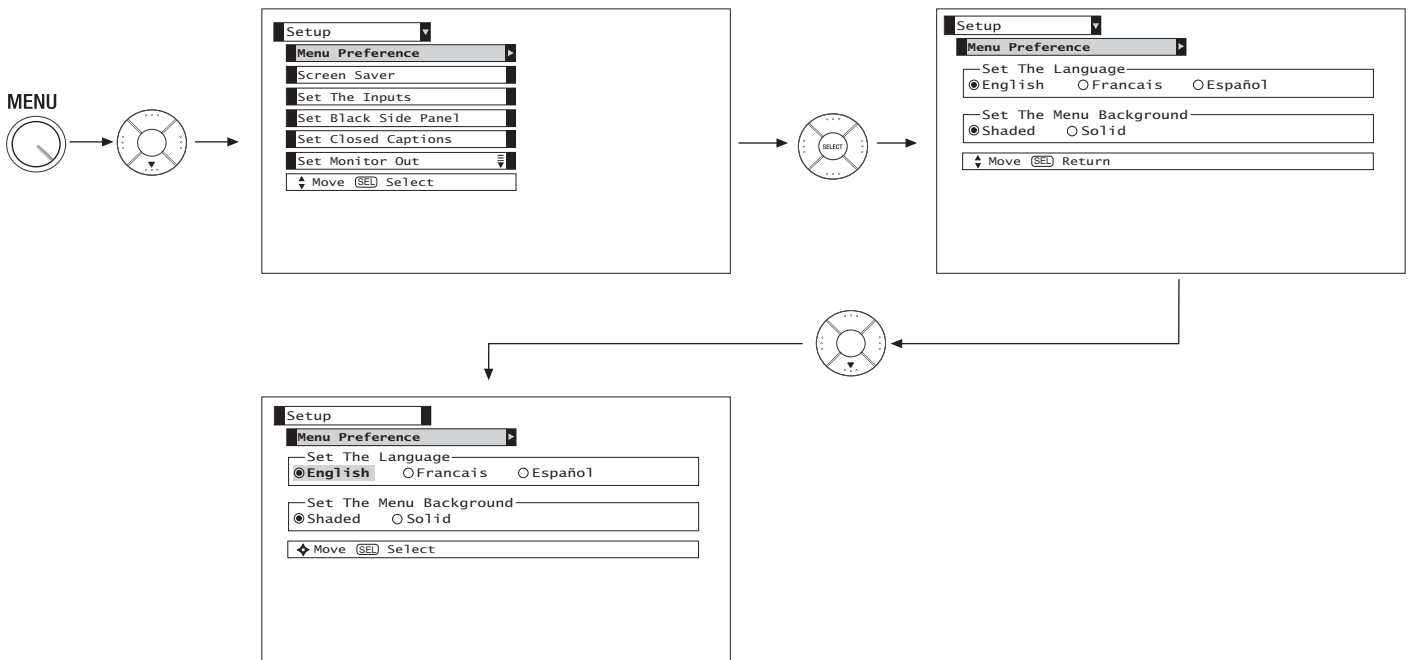 MENU
Setup
Menu Preference
Screen Saver
Set The Inputs
Set Black Side Panel
Set Closed Captions
Set Monitor Out
Move SEL Select
SELECT
Setup
Menu Preference
Set The Language
English Francais Español
Set The Menu Background
Shaded Solid
Move SEL Return
Setup
Menu Preference
Set The Language
English Francais Español
Set The Menu Background
Shaded Solid
Move SEL Select